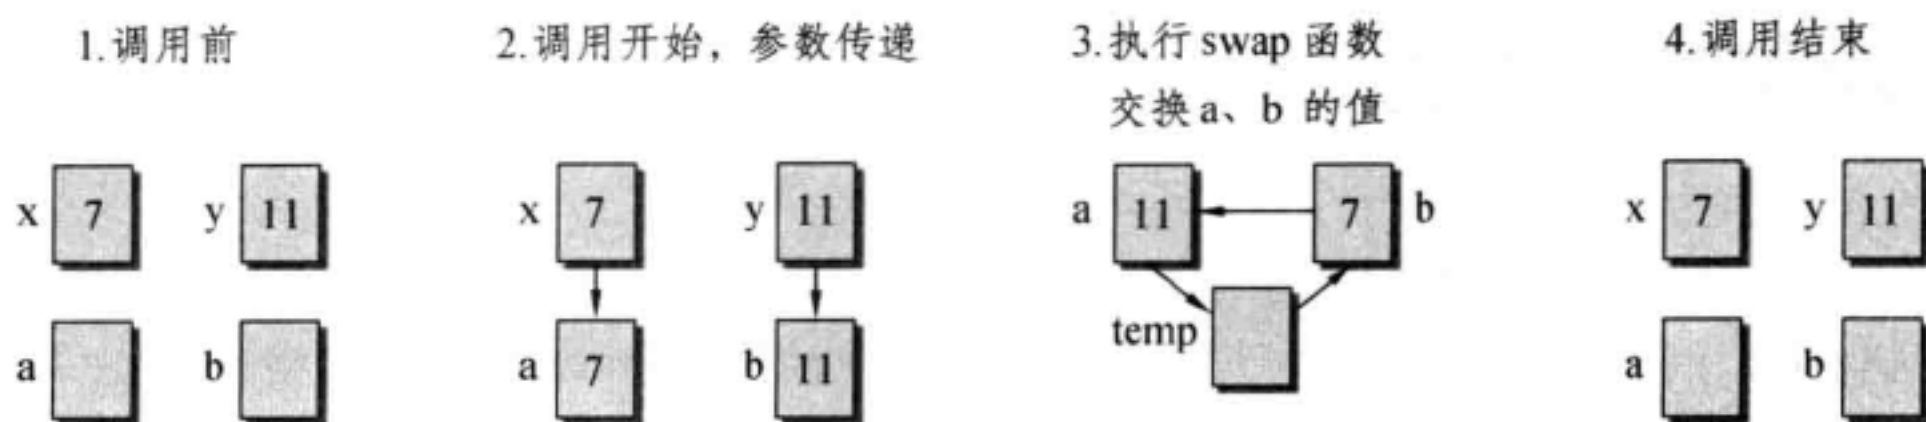 1.调用前
2.调用开始，参数传递
3.执行 swap 函数
交换 a、b 的值
4.调用结束
x 7 y 11
a b
x 7 y 11
a 7 b 11
a 11 7 b
temp
x 7 y 11
a b